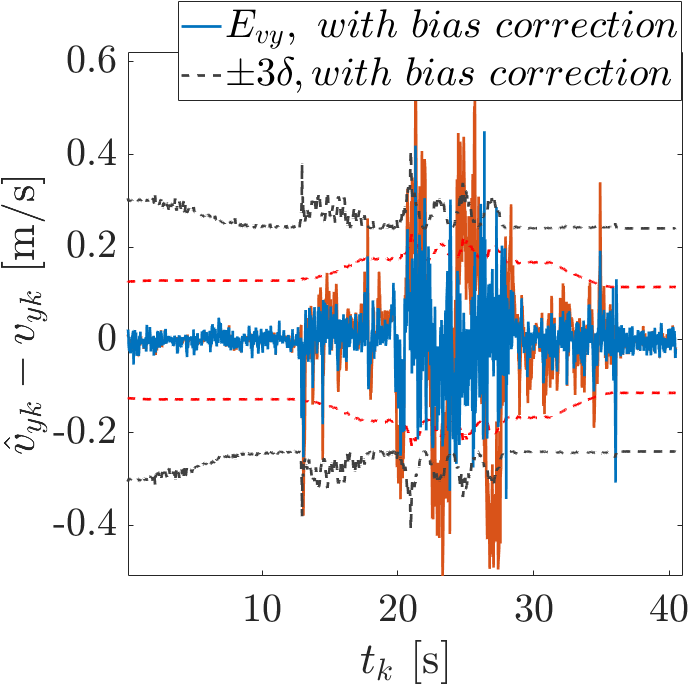 E_{vy}, with bias correction
±3δ, with bias correction
0.6
0.4
0.2
0
-0.2
-0.4
v̂_{yk} − v_{yk} [m/s]
10 20 30 40
t_k [s]